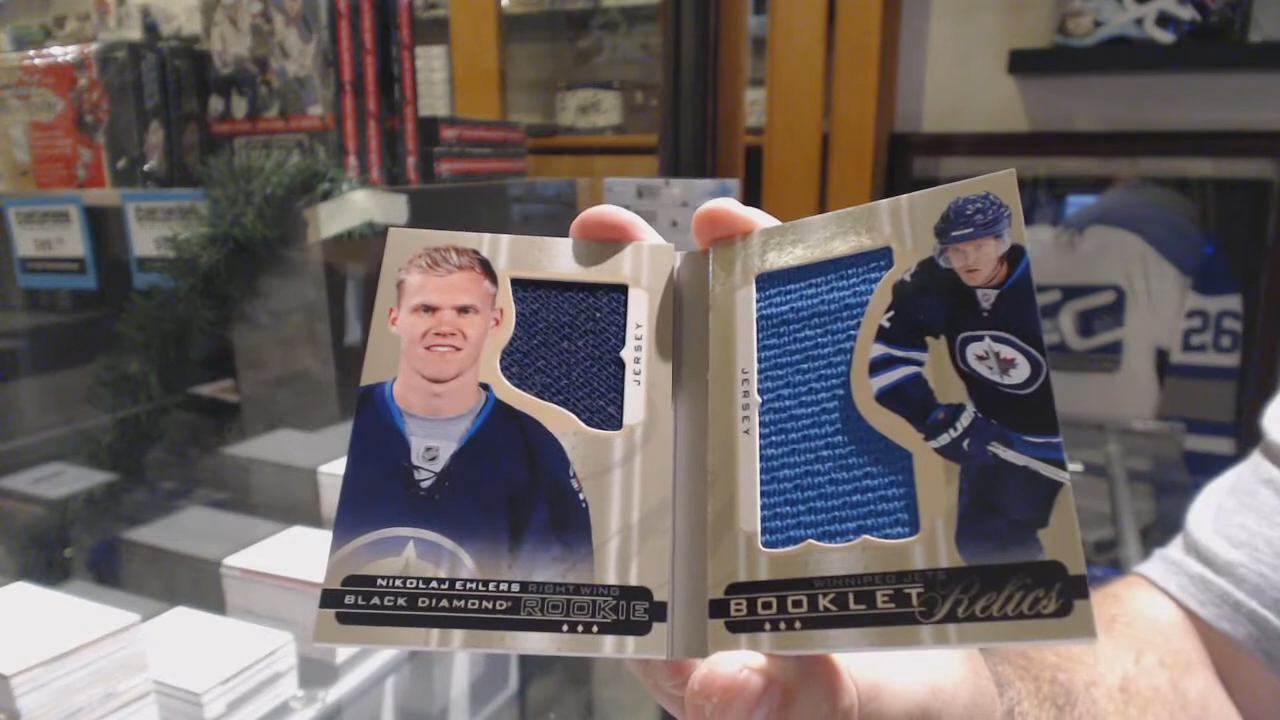 JERSEY
NIKOLAJ EHLERS RIGHT WING
BLACK DIAMOND ROOKIE
JERSEY
WINNIPEG JETS
BOOKLET Relics
26